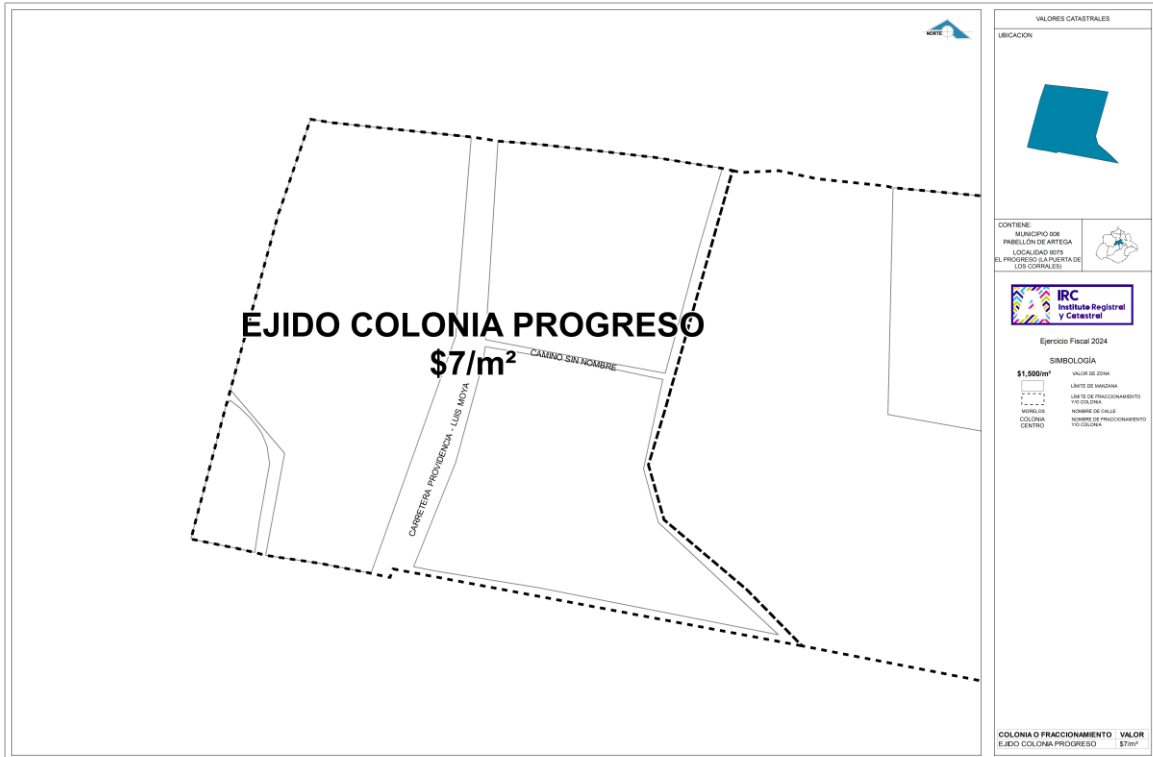 NORTE
EJIDO COLONIA PROGRESO
$7/m²
CAMINO SIN NOMBRE
CARRETERA PROVIDENCIA - LUIS MOYA
VALORES CATASTRALES
UBICACION
CONTIENE:
MUNICIPIO 006
PABELLÓN DE ARTEGA
LOCALIDAD 0075
EL PROGRESO (LA PUERTA DE
LOS CORRALES)
IRC
Instituto Registral
y Catastral
Ejercicio Fiscal 2024
SIMBOLOGÍA
$1,500/m² VALOR DE ZONA
LÍMITE DE MANZANA
LÍMITE DE FRACCIONAMIENTO
Y/O COLONIA
MORELOS NOMBRE DE CALLE
COLONIA CENTRO NOMBRE DE FRACCIONAMIENTO
Y/O COLONIA
COLONIA O FRACCIONAMIENTO VALOR
EJIDO COLONIA PROGRESO $7/m²